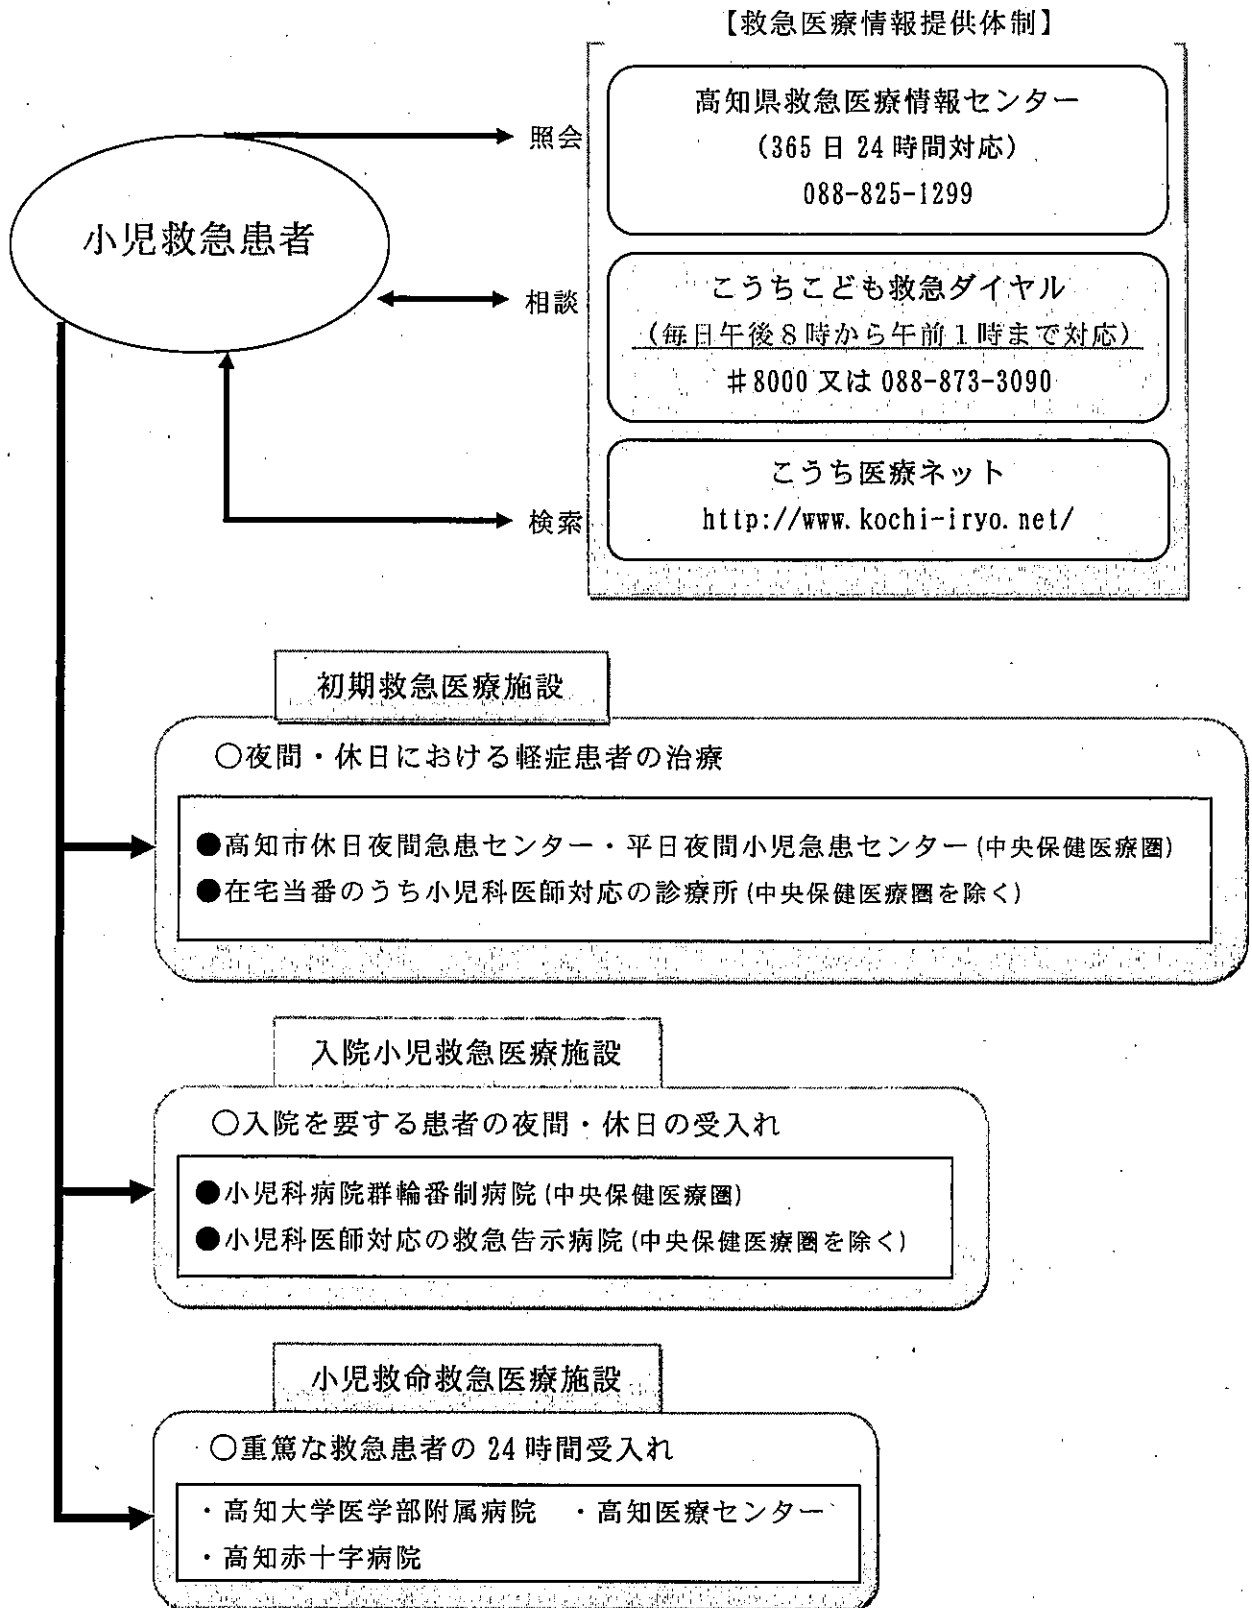 【救急医療情報提供体制】
高知県救急医療情報センター
(365日24時間対応)
088-825-1299
照会
小児救急患者
こうちこども救急ダイヤル
(毎日午後8時から午前1時まで対応)
#8000又は088-873-3090
相談
こうち医療ネット
http://www.kochi-iryo.net/
検索
初期救急医療施設
○夜間・休日における軽症患者の治療
●高知市休日夜間急患センター・平日夜間小児急患センター(中央保健医療圏)
●在宅当番のうち小児科医師対応の診療所(中央保健医療圏を除く)
入院小児救急医療施設
○入院を要する患者の夜間・休日の受入れ
●小児科病院群輪番制病院(中央保健医療圏)
●小児科医師対応の救急告示病院(中央保健医療圏を除く)
小児救命救急医療施設
○重篤な救急患者の24時間受入れ
・高知大学医学部附属病院 ・高知医療センター
・高知赤十字病院